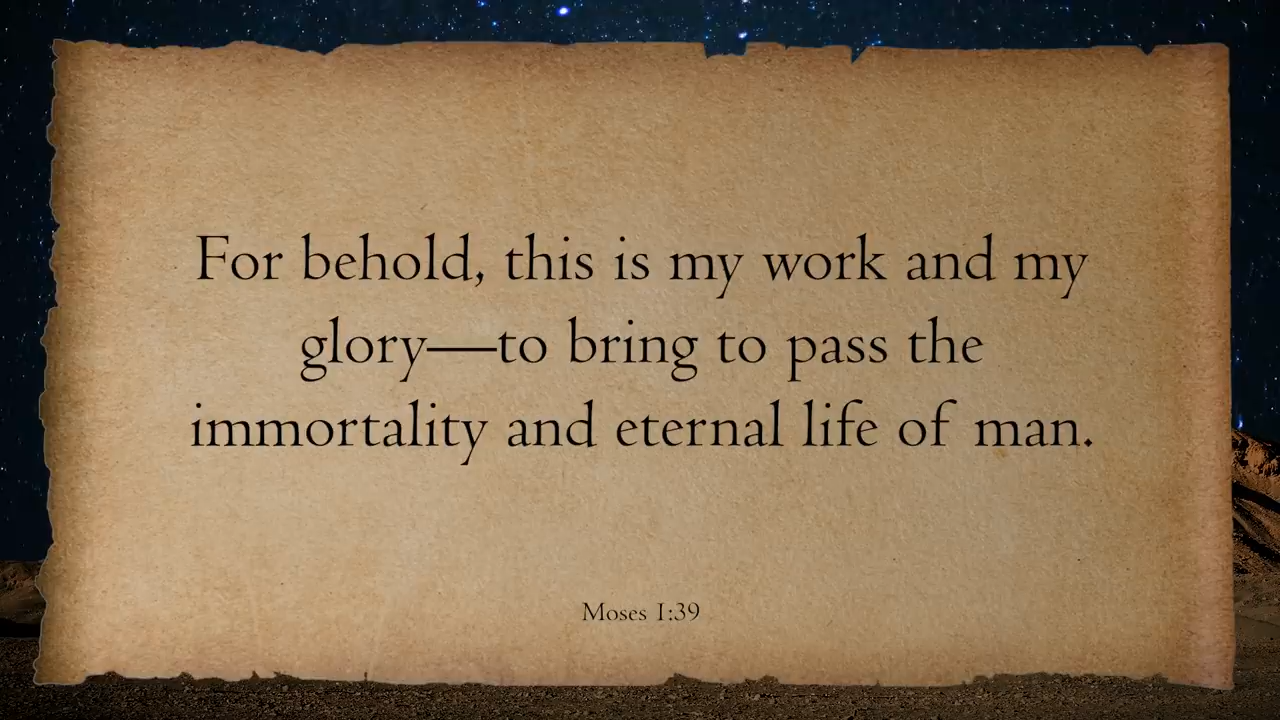 For behold, this is my work and my
glory—to bring to pass the
immortality and eternal life of man.
Moses 1:39